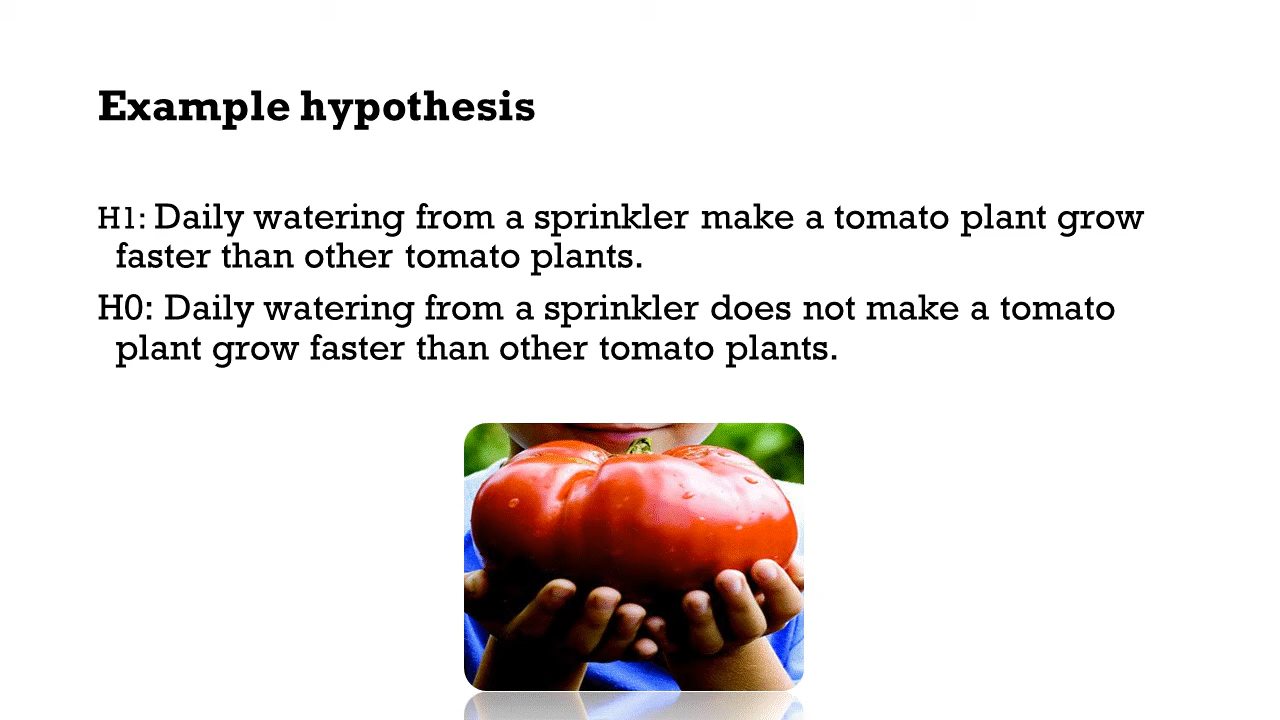 Example hypothesis
H1: Daily watering from a sprinkler make a tomato plant grow
faster than other tomato plants.
H0: Daily watering from a sprinkler does not make a tomato
plant grow faster than other tomato plants.